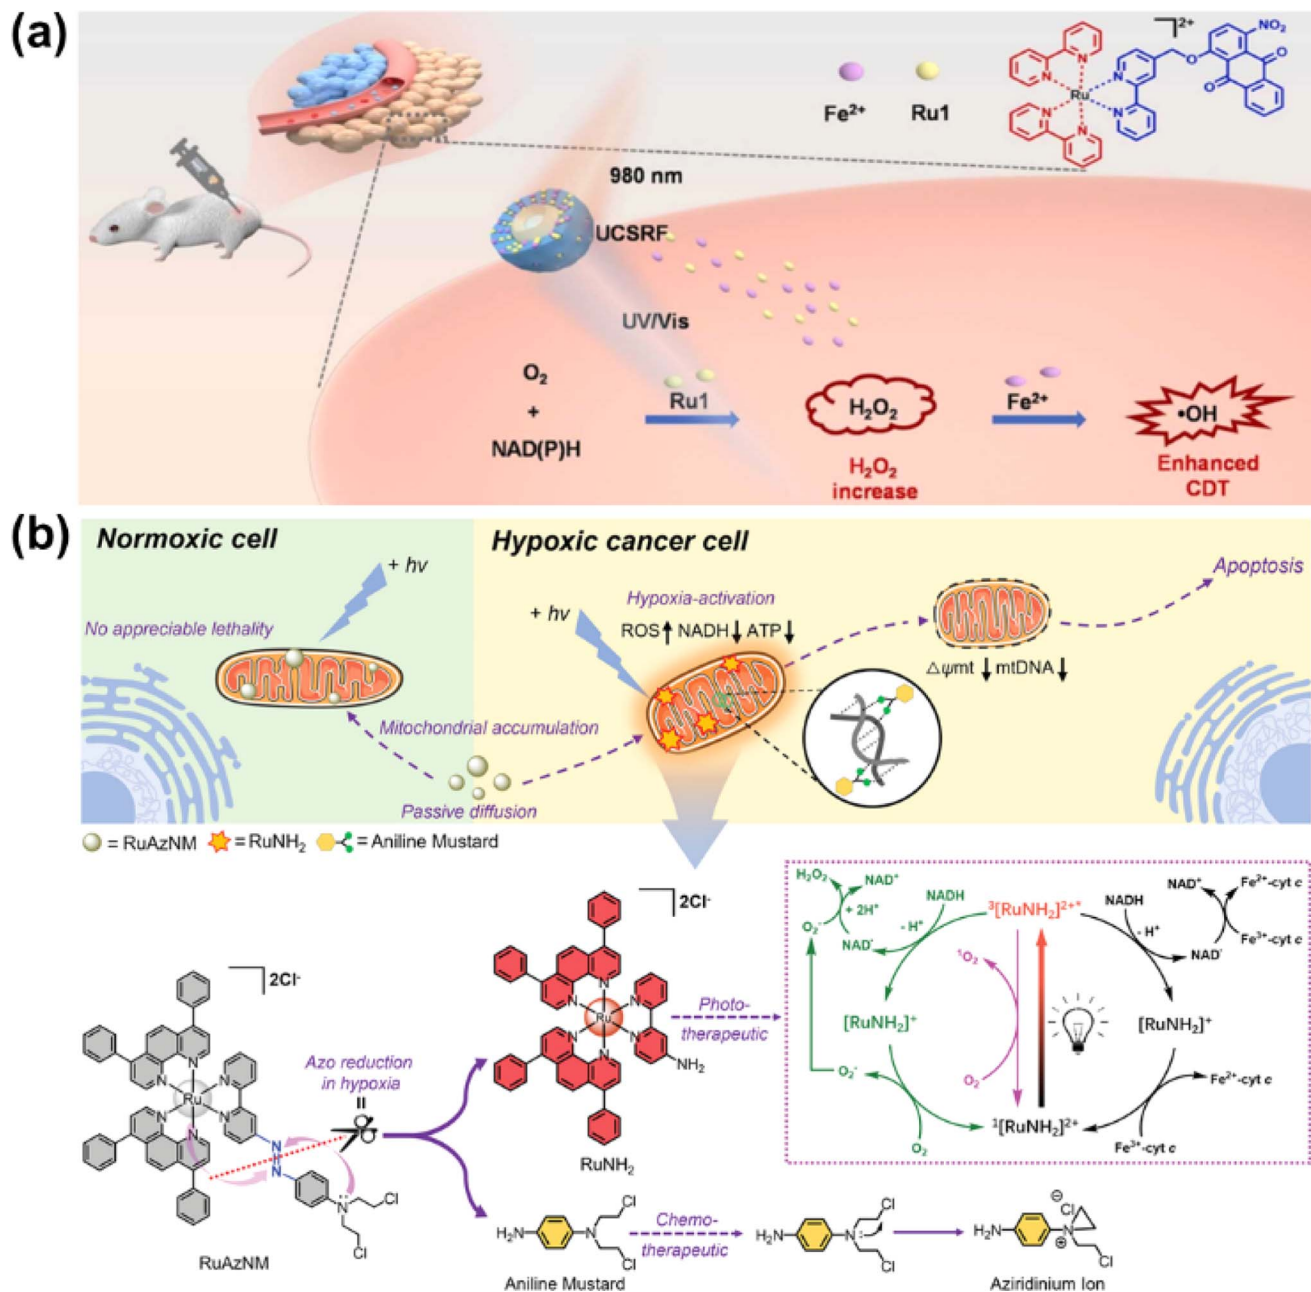 (a)
NO₂
2+
O
O
O
N
N
N
Ru
N
N
N
Fe²⁺
Ru1
980 nm
UCSRF
UV/Vis
O₂
+
NAD(P)H
Ru1
H₂O₂
Fe²⁺
•OH
H₂O₂
increase
Enhanced
CDT
(b)
Normoxic cell
Hypoxic cancer cell
+ hv
No appreciable lethality
+ hv
Hypoxia-activation
ROS↑ NADH↓ ATP↓
Apoptosis
△ψmt ↓ mtDNA ↓
Mitochondrial accumulation
Passive diffusion
= RuAzNM = RuNH₂ = Aniline Mustard
2Cl⁻
N
N
N
Ru
N
N
N
N
N
N
Cl
Cl
RuAzNM
Azo reduction
in hypoxia
2Cl⁻
N
N
N
Ru
N
N
N
NH₂
RuNH₂
Photo-
therapeutic
H₂O₂
NAD⁺
+ 2H⁺
O₂⁻
NAD˙
NADH
- H⁺
³[RuNH₂]²⁺*
NADH
- H⁺
NAD⁺
Fe²⁺-cyt c
NAD˙
Fe³⁺-cyt c
¹O₂
[RuNH₂]⁺
[RuNH₂]⁺
O₂⁻
O₂
O₂
¹[RuNH₂]²⁺
Fe²⁺-cyt c
Fe³⁺-cyt c
H₂N
N
Cl
Cl
Aniline Mustard
Chemo-
therapeutic
H₂N
N:
Cl
Cl
H₂N
⊖
Cl
N
⊕
Cl
Aziridinium Ion